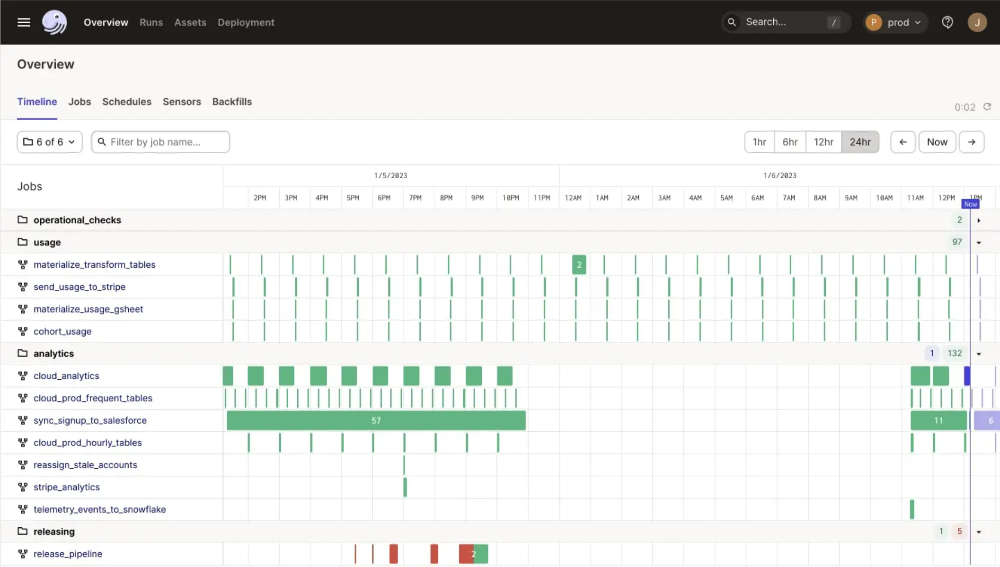 Overview Runs Assets Deployment Search... / P prod J
Overview
Timeline Jobs Schedules Sensors Backfills
0:02
6 of 6 Filter by job name... 1hr 6hr 12hr 24hr ← Now →
1/5/2023 1/6/2023
Jobs
2PM 3PM 4PM 5PM 6PM 7PM 8PM 9PM 10PM 11PM 12AM 1AM 2AM 3AM 4AM 5AM 6AM 7AM 8AM 9AM 10AM 11AM 12PM 1PM
Now
operational_checks 2
usage 97
materialize_transform_tables 2
send_usage_to_stripe
materialize_usage_gsheet
cohort_usage
analytics 1 132
cloud_analytics
cloud_prod_frequent_tables
sync_signup_to_salesforce 57 11 6
cloud_prod_hourly_tables
reassign_stale_accounts
stripe_analytics
telemetry_events_to_snowflake
releasing 1 5
release_pipeline 2